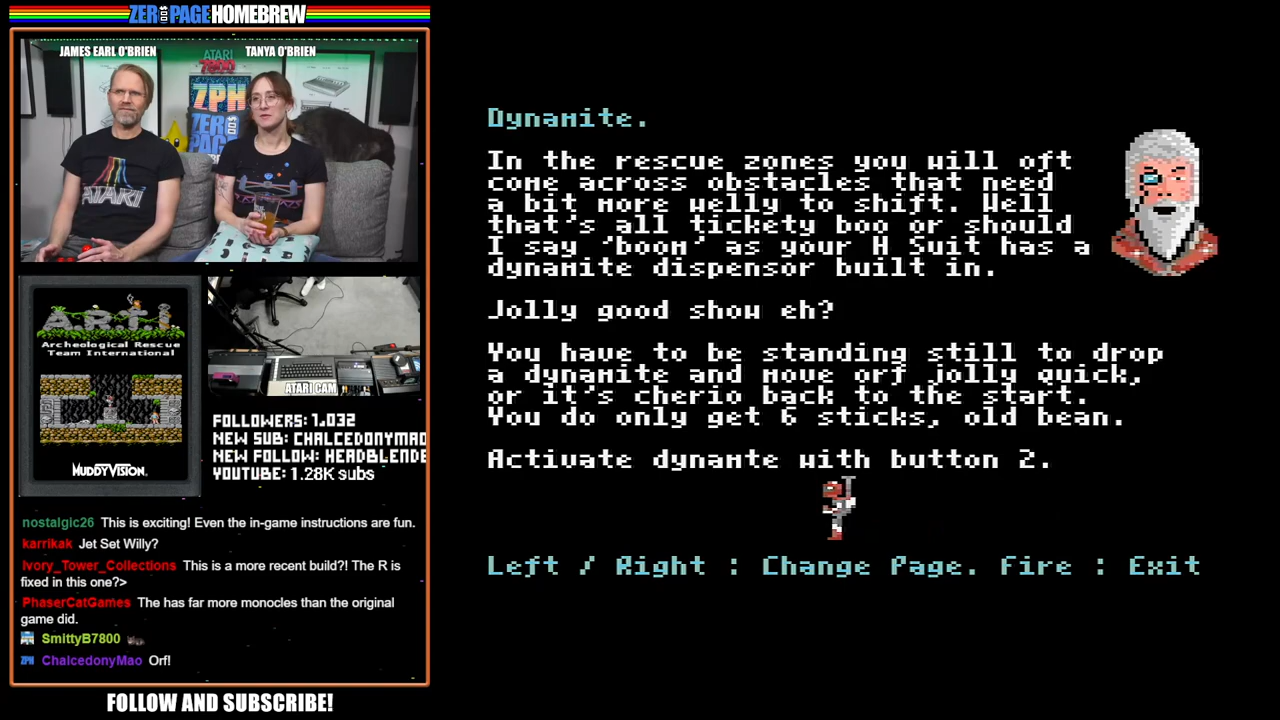 ZERO PAGE HOMEBREW
JAMES EARL O'BRIEN
TANYA O'BRIEN
ATARI
ZPH
ZERO
PAGE
ATARI
A.R.T.I
Archeological Rescue
Team International
MUDDYVISION
ATARI CAM
FOLLOWERS: 1,032
NEW SUB: CHALCEDONYMAO
NEW FOLLOW: HEADBLENDE
YOUTUBE: 1.28K subs
nostalgic26 This is exciting! Even the in-game instructions are fun.
karrikak Jet Set Willy?
Ivory_Tower_Collections This is a more recent build?! The R is
fixed in this one?>
PhaserCatGames The has far more monocles than the original
game did.
SmittyB7800
ZPH ChalcedonyMao Orf!
FOLLOW AND SUBSCRIBE!
Dynamite.
In the rescue zones you will oft
come across obstacles that need
a bit more welly to shift. Well
that's all tickety boo or should
I say 'boom' as your H Suit has a
dynamite dispensor built in.
Jolly good show eh?
You have to be standing still to drop
a dynamite and move orf jolly quick,
or it's cherio back to the start.
You do only get 6 sticks, old bean.
Activate dynamte with button 2.
Left / Right : Change Page. Fire : Exit